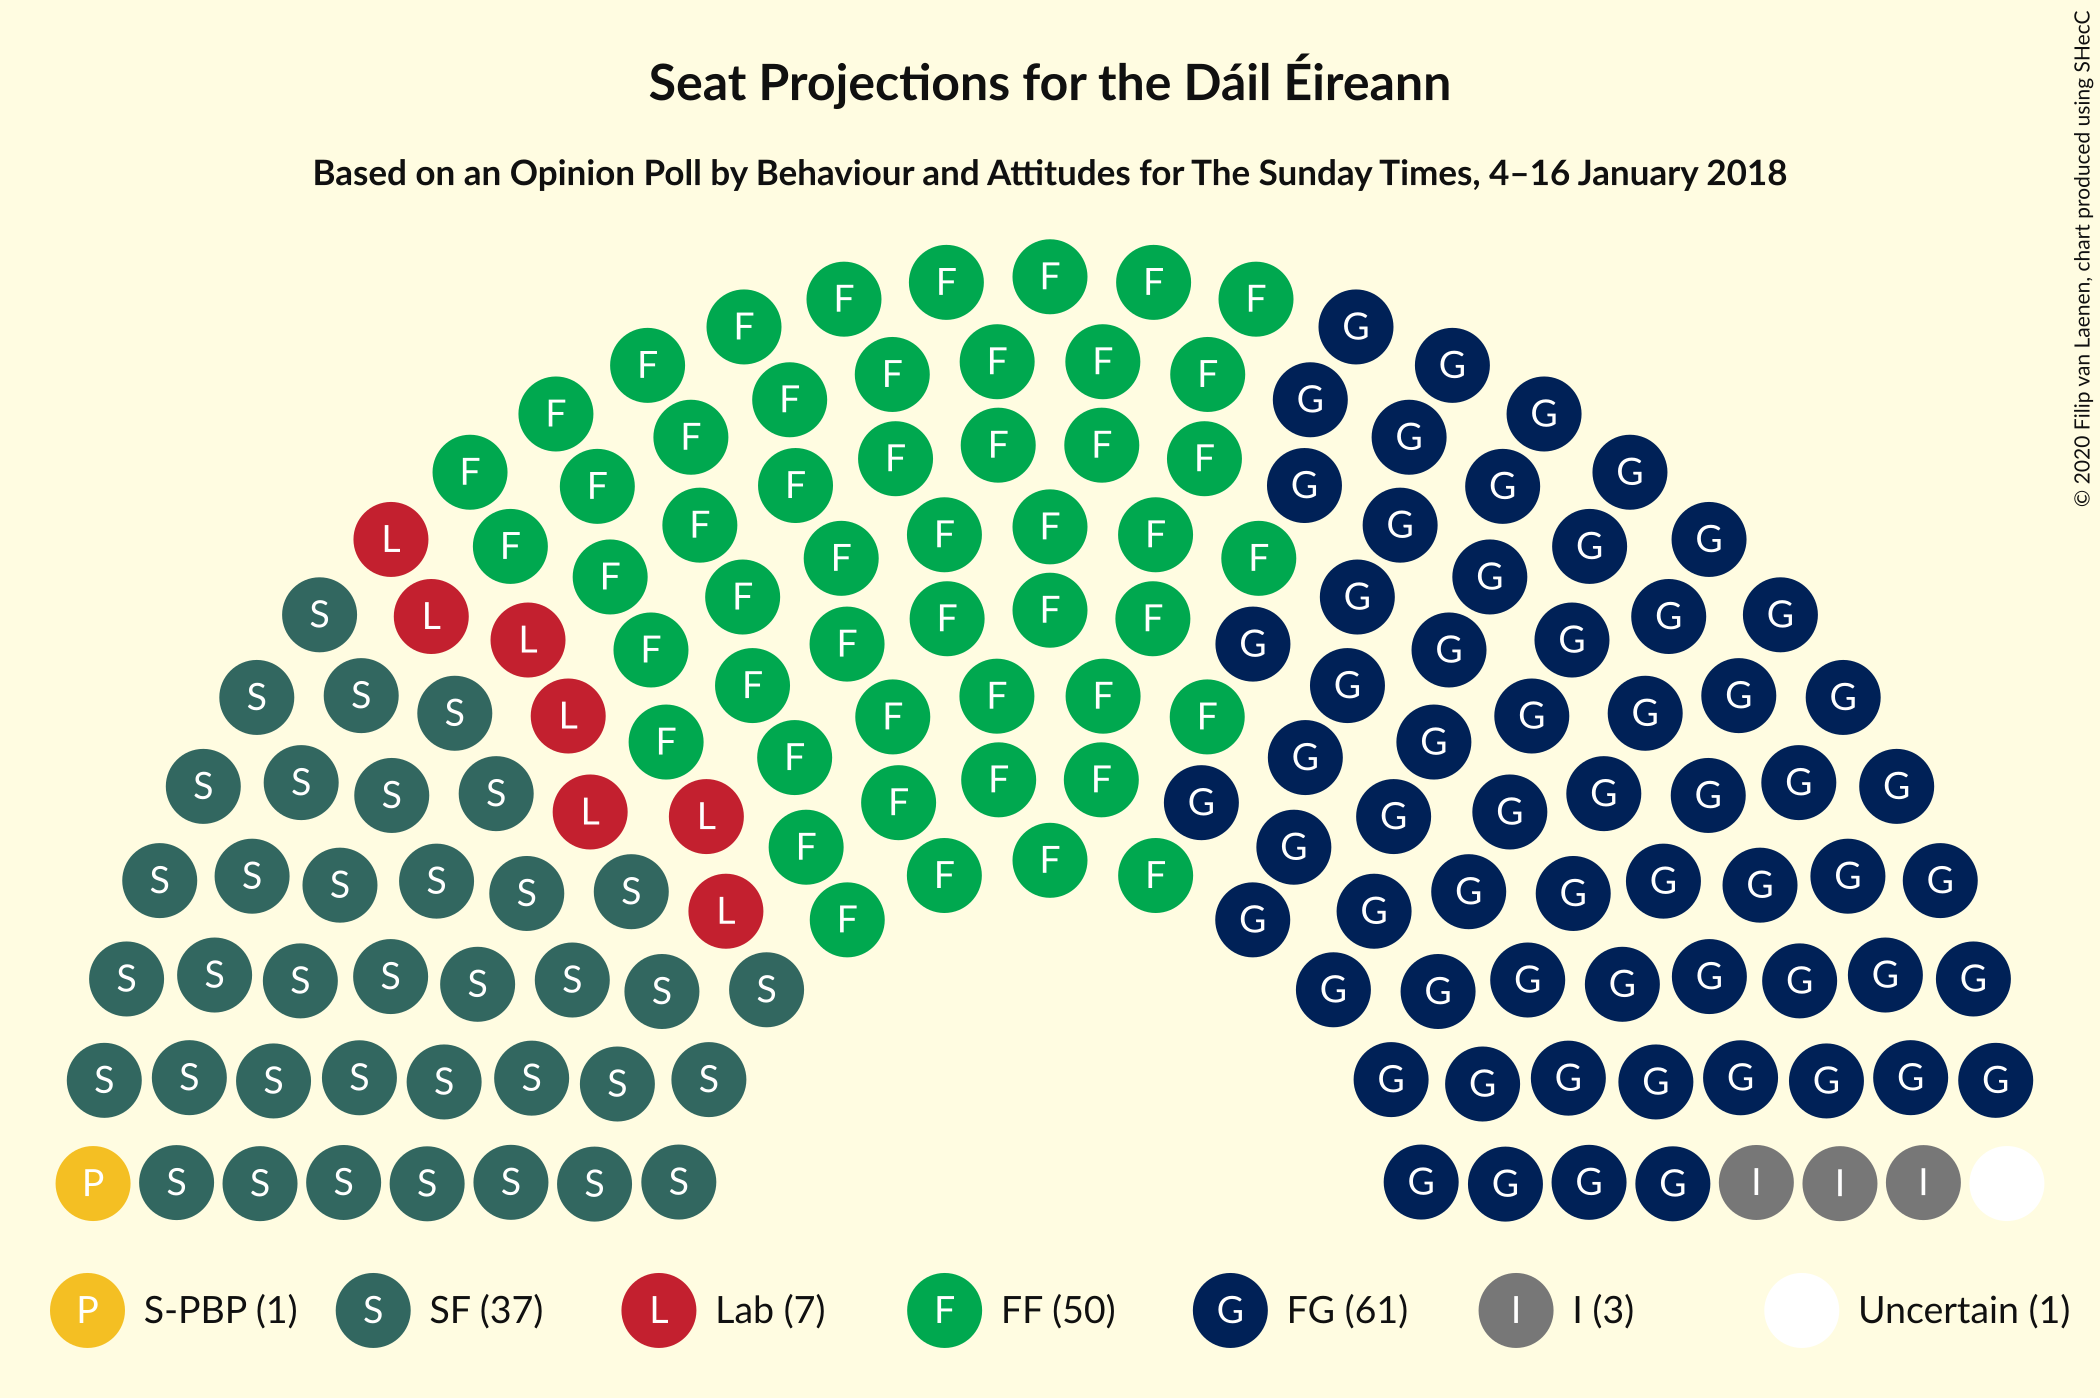 Seat Projections for the Dáil Éireann
Based on an Opinion Poll by Behaviour and Attitudes for The Sunday Times, 4–16 January 2018
© 2020 Filip van Laenen, chart produced using SHecC
F F F F F
F F G
F F F F F G
F F G
F F F F F G
F F G G
F F F F F G G
F F F F F G G
L F F F F G G
L L F F F F F G G G G
S F F G G
S S S L F F F F F G G G G G
S S S S F F G G G G
S S S S L L F F F G G G G G G
S S S S S S L F F F F G G G G G G G
S S S S S S S S F G G G G G G G G G
S S S S S S S S G G G G G G G G
P S S S S S S S G G G G I I I
P S-PBP (1) S SF (37) L Lab (7) F FF (50) G FG (61) I I (3) Uncertain (1)